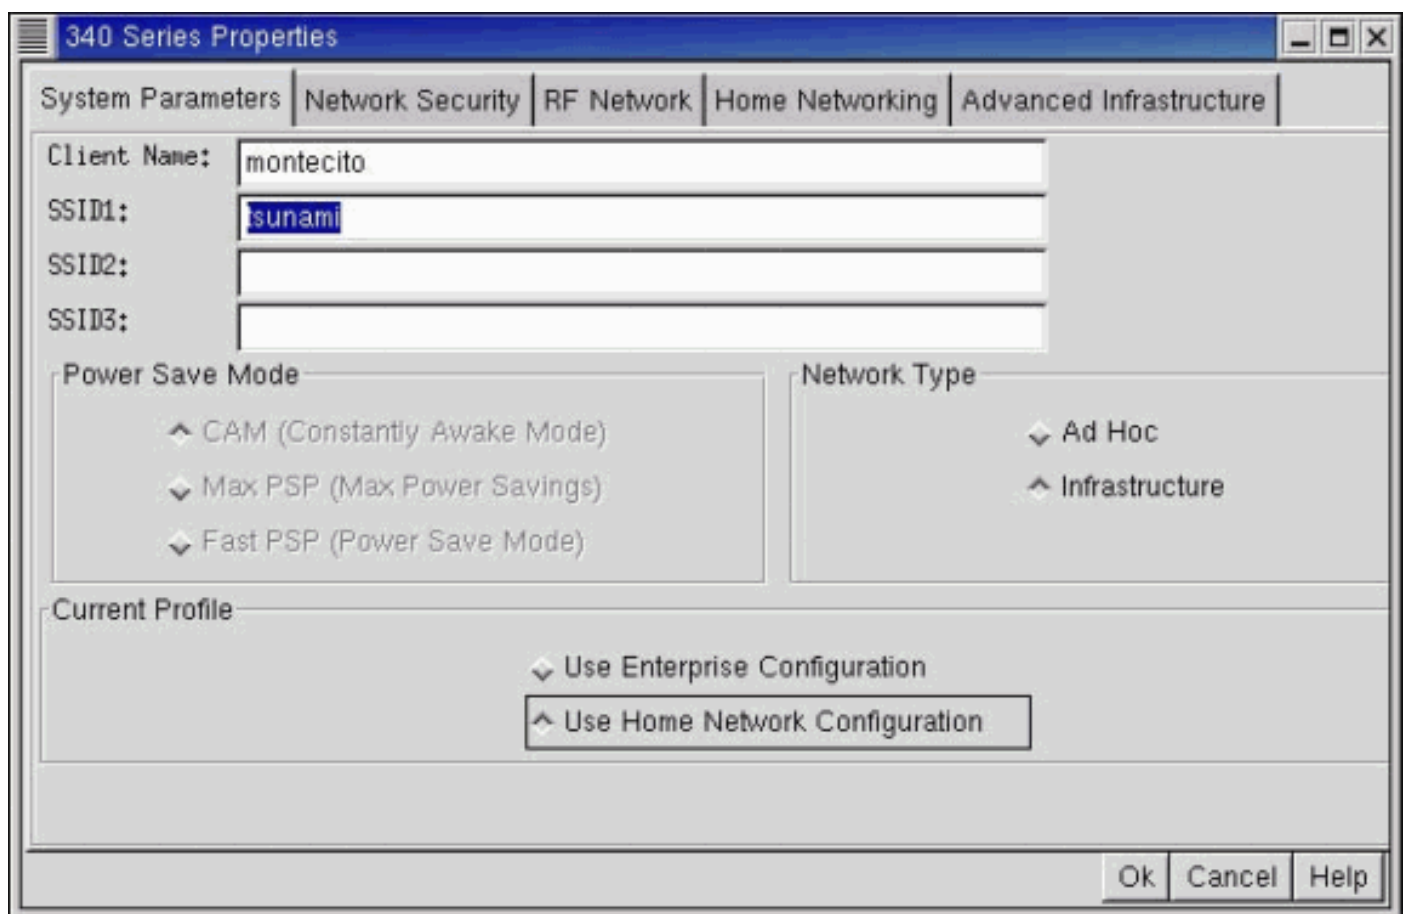 340 Series Properties
System Parameters Network Security RF Network Home Networking Advanced Infrastructure
Client Name: montecito
SSID1: tsunami
SSID2:
SSID3:
Power Save Mode
CAM (Constantly Awake Mode)
Max PSP (Max Power Savings)
Fast PSP (Power Save Mode)
Network Type
Ad Hoc
Infrastructure
Current Profile
Use Enterprise Configuration
Use Home Network Configuration
Ok Cancel Help